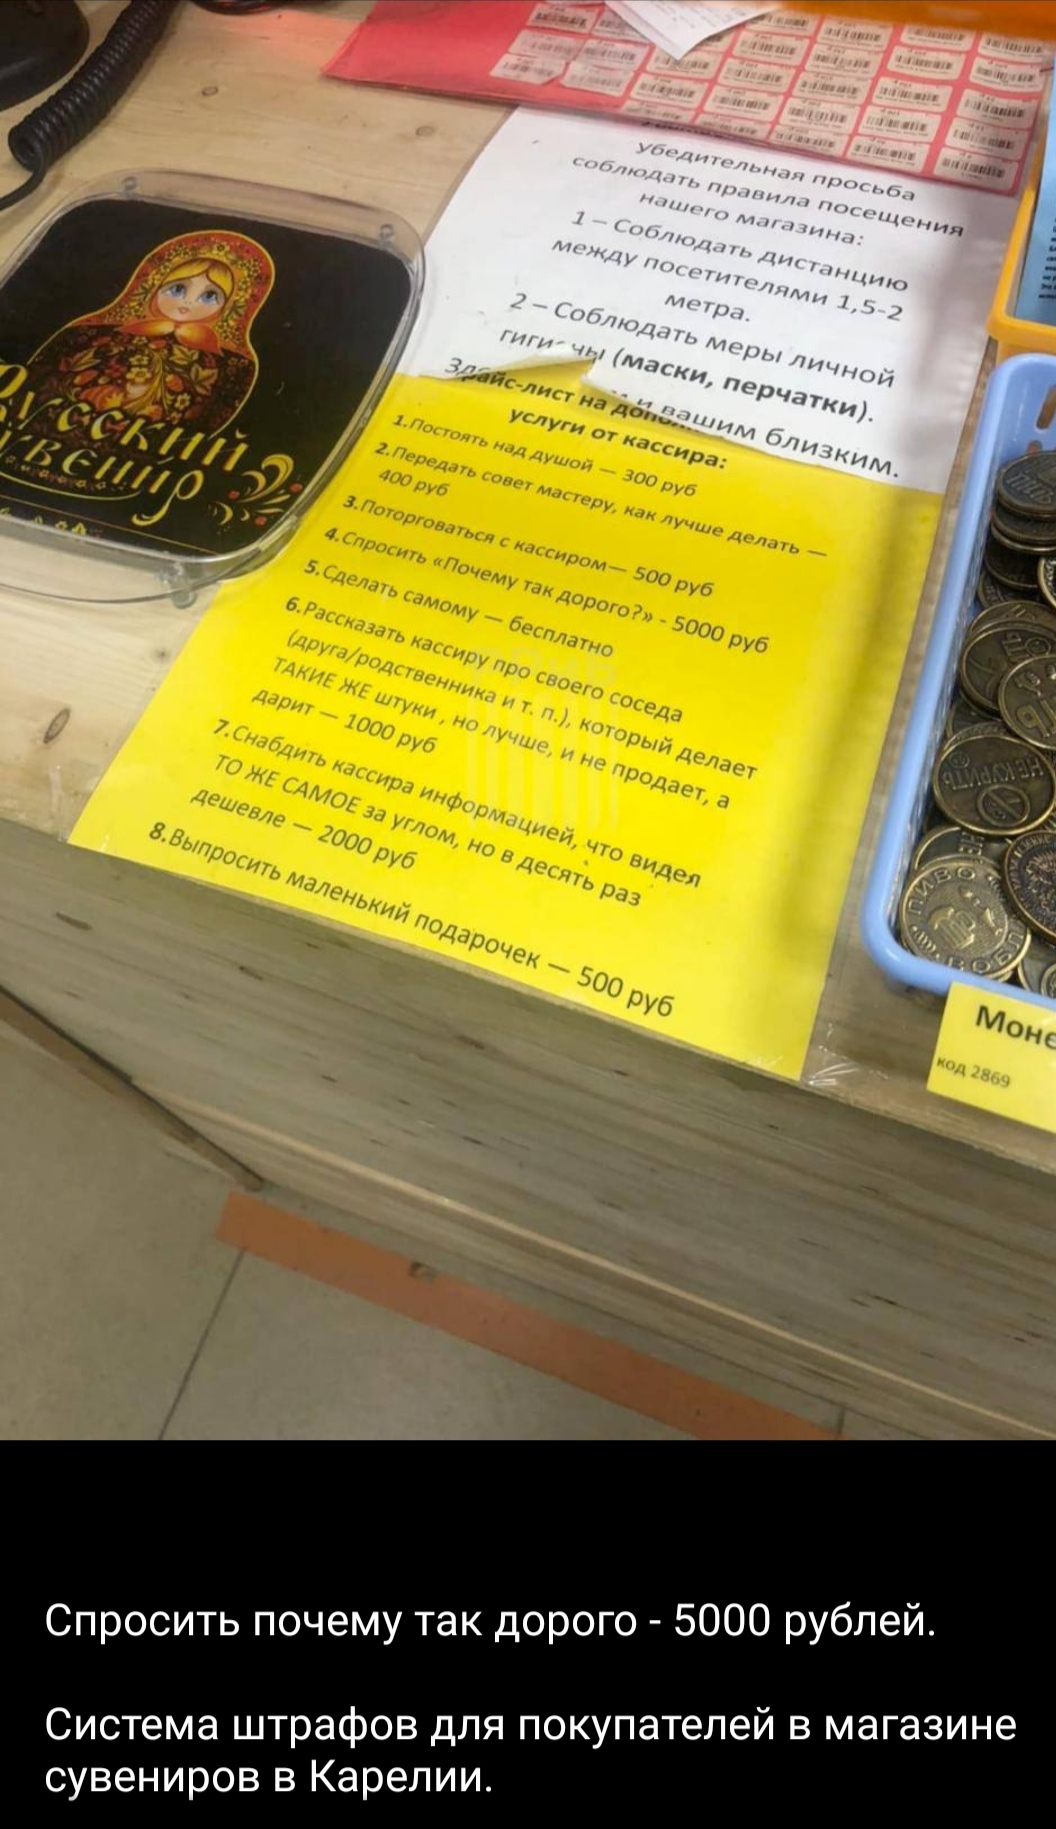 Убедительная просьба
соблюдать правила посещения
нашего магазина:
1 – Соблюдать дистанцию
между посетителями 1,5-2
метра.
2 – Соблюдать меры личной
(маски, перчатки).
и вашим близким.
РУССКИЙ
СУВЕНИР
услуги от кассира:
1.Постоять над душой — 300 руб
2.Передать совет мастеру, как лучше делать —
400 руб
3.Поторговаться с кассиром— 500 руб
4.Спросить «Почему так дорого?» - 5000 руб
5.Сделать самому — бесплатно
6.Рассказать кассиру про своего соседа
(друга/родственника и т. п.), который делает
ТАКИЕ ЖЕ штуки , но лучше, и не продает, а
дарит — 1000 руб
7.Снабдить кассира информацией, что видел
ТО ЖЕ САМОЕ за углом, но в десять раз
дешевле — 2000 руб
8.Выпросить маленький подарочек — 500 руб
НЕ КУРИТЬ
ПИВО
Моне
код 2869
Спросить почему так дорого - 5000 рублей.
Система штрафов для покупателей в магазине
сувениров в Карелии.